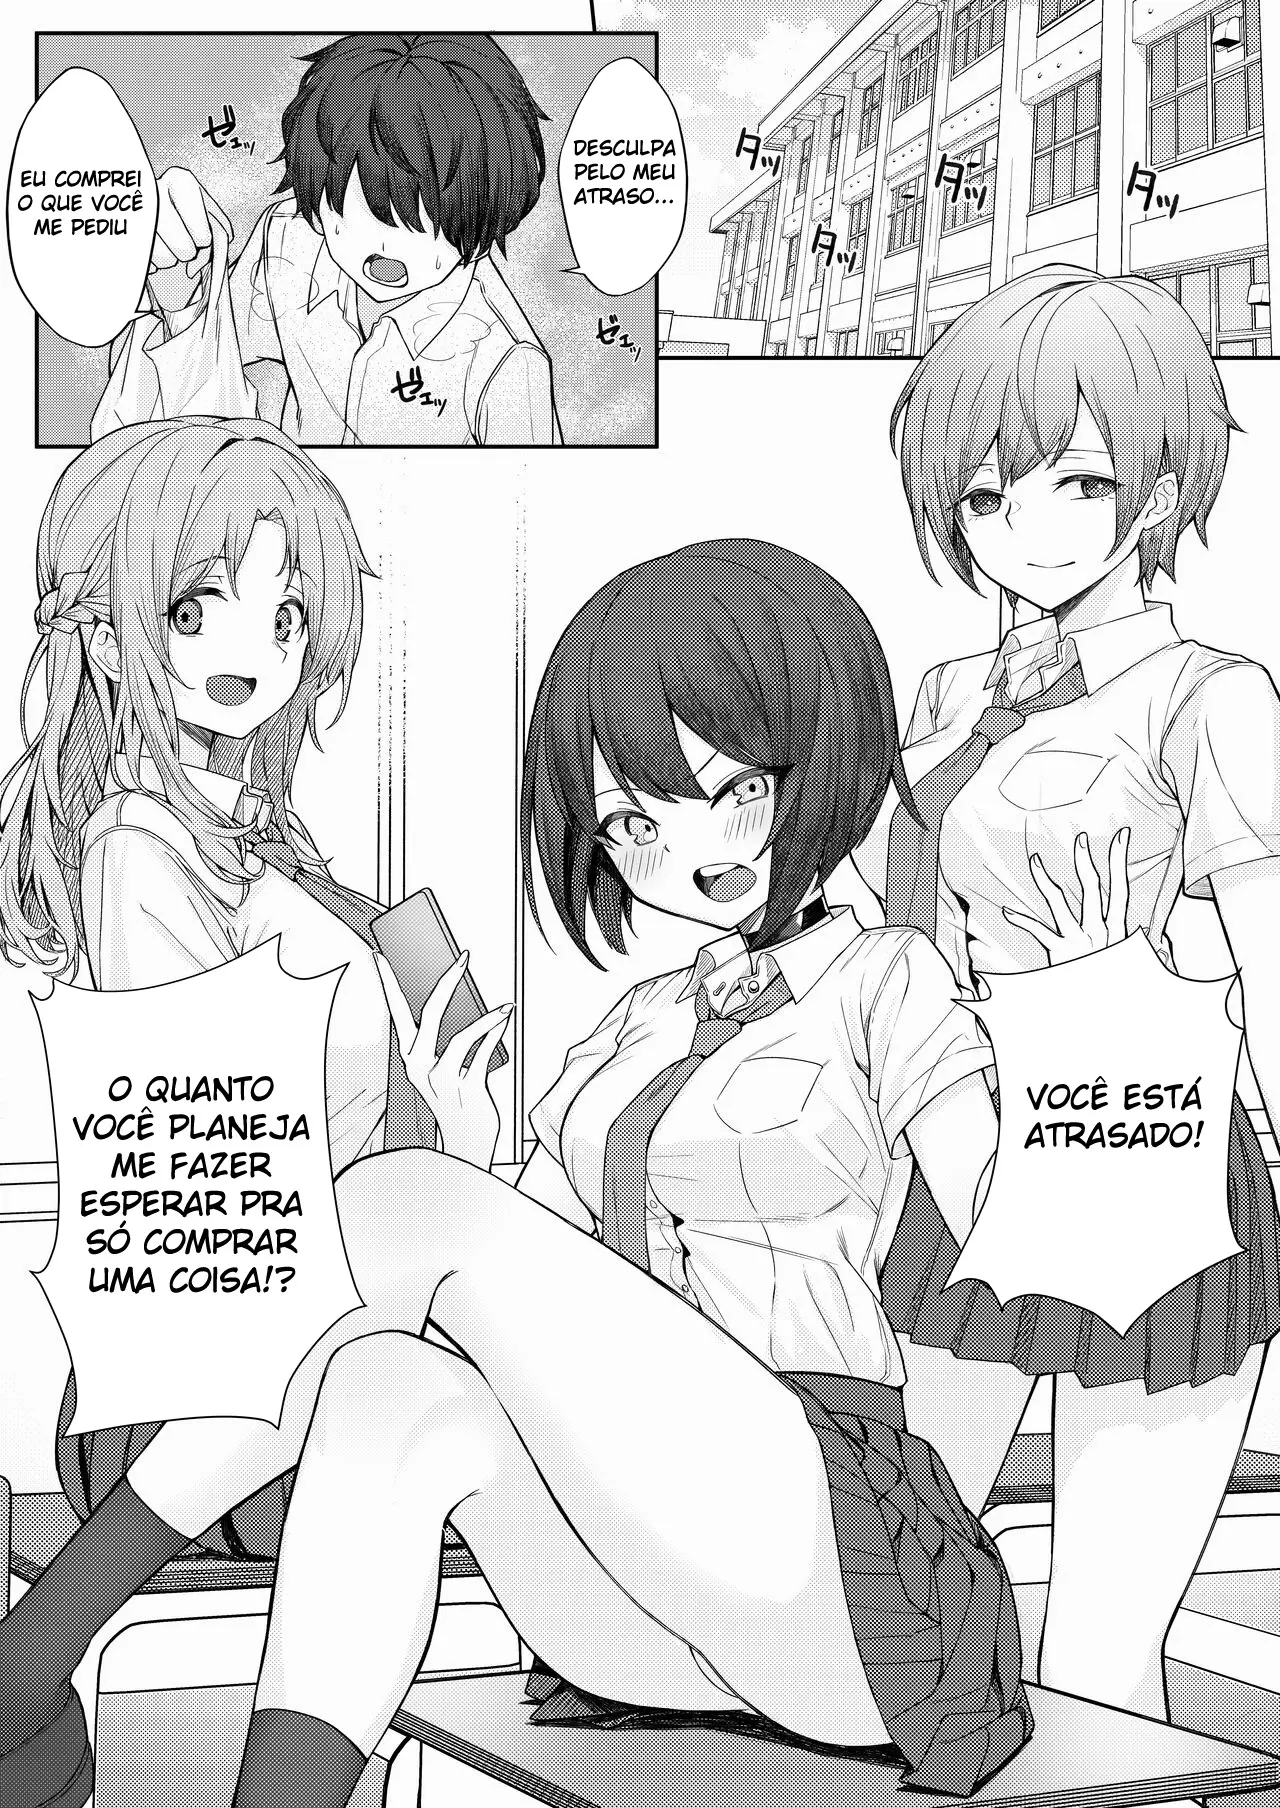 タッ
タッ
タッ
タッ
DESCULPA
PELO MEU
ATRASO...
EU COMPREI
O QUE VOCÊ
ME PEDIU
ゼェッ
ゼェッ
ゼェッ
VOCÊ ESTÁ
ATRASADO!
O QUANTO
VOCÊ PLANEJA
ME FAZER
ESPERAR PRA
SÓ COMPRAR
UMA COISA!?